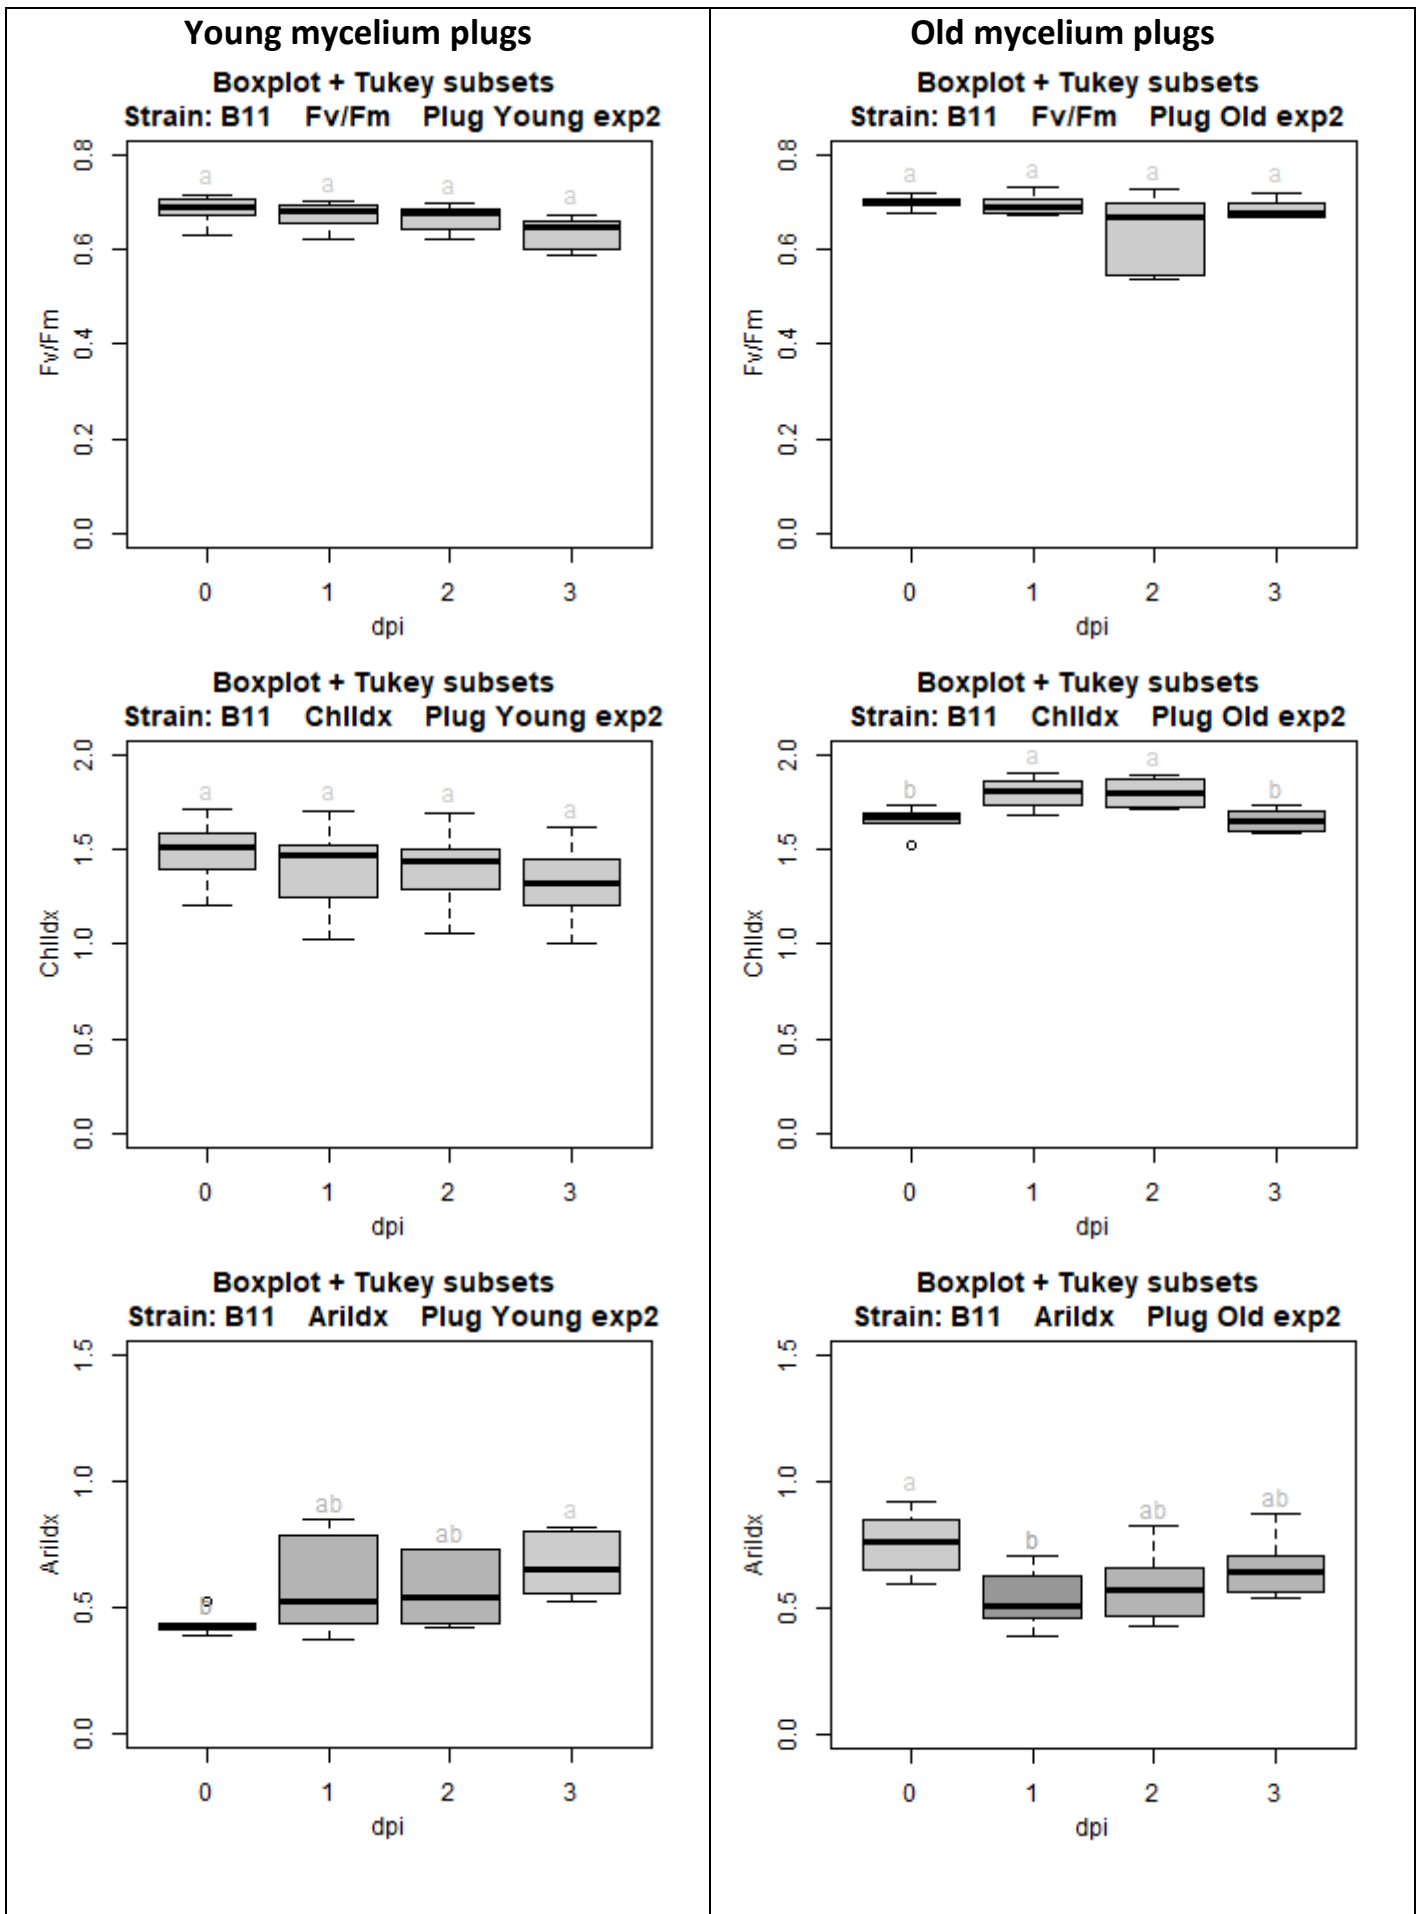 Young mycelium plugs
Boxplot + Tukey subsets
Strain: B11 Fv/Fm Plug Young exp2
0.8
0.6
0.4
0.2
0.0
Fv/Fm
a a a a
0 1 2 3
dpi
Boxplot + Tukey subsets
Strain: B11 ChlIdx Plug Young exp2
2.0
1.5
1.0
0.5
0.0
ChlIdx
a a a a
0 1 2 3
dpi
Boxplot + Tukey subsets
Strain: B11 AriIdx Plug Young exp2
1.5
1.0
0.5
0.0
AriIdx
b ab ab a
0 1 2 3
dpi
Old mycelium plugs
Boxplot + Tukey subsets
Strain: B11 Fv/Fm Plug Old exp2
0.8
0.6
0.4
0.2
0.0
Fv/Fm
a a a a
0 1 2 3
dpi
Boxplot + Tukey subsets
Strain: B11 ChlIdx Plug Old exp2
2.0
1.5
1.0
0.5
0.0
ChlIdx
b a a b
0 1 2 3
dpi
Boxplot + Tukey subsets
Strain: B11 AriIdx Plug Old exp2
1.5
1.0
0.5
0.0
AriIdx
a b ab ab
0 1 2 3
dpi